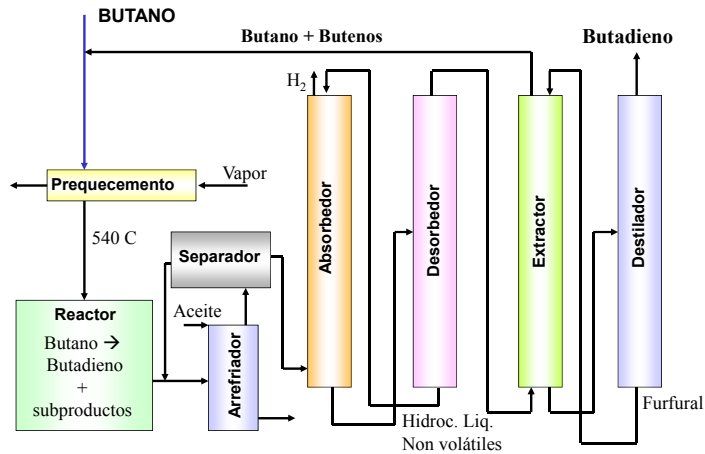 BUTANO
Butano + Butenos
Butadieno
H₂
Prequecemento
Vapor
540 C
Separador
Aceite
Reactor
Butano →
Butadieno
+
subproductos
Arrefriador
Absorbedor
Desorbedor
Extractor
Destilador
Hidroc. Liq.
Non volátiles
Furfural